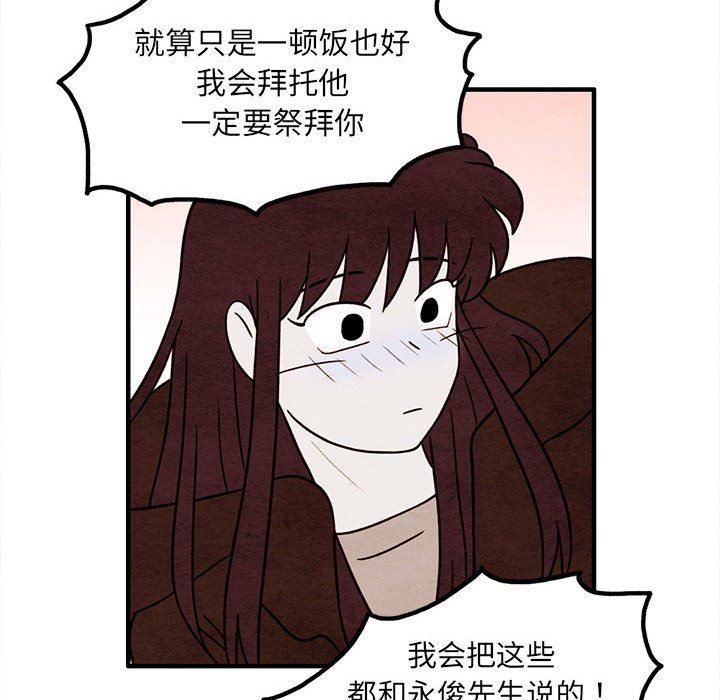 就算只是一顿饭也好
我会拜托他
一定要祭拜你
我会把这些
都和永俊先生说的！